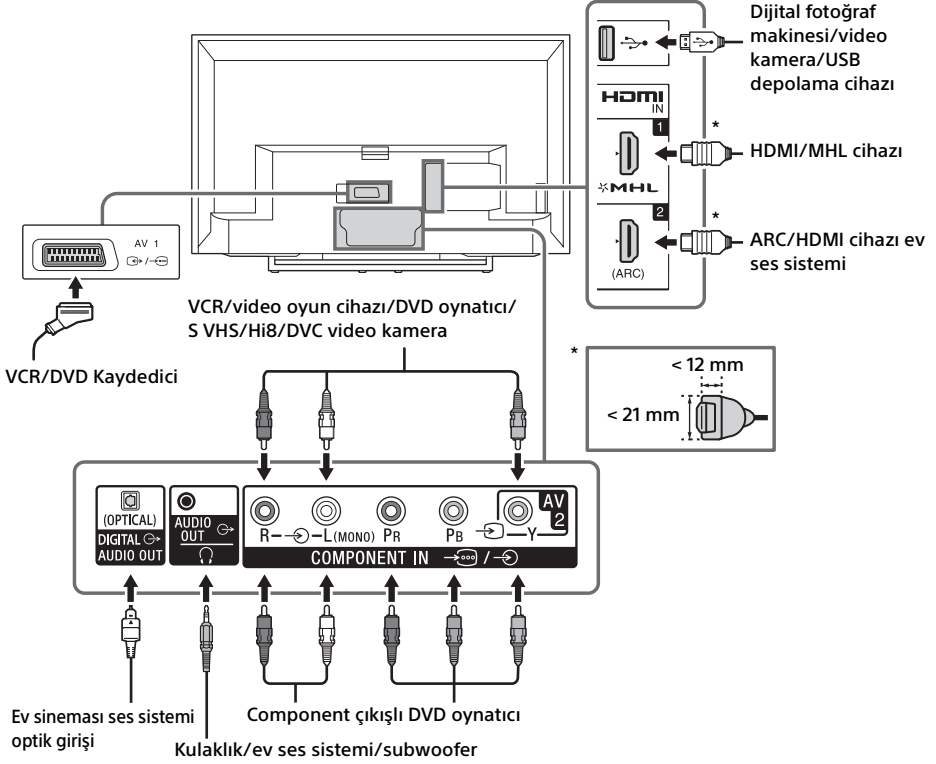 Dijital fotoğraf
makinesi/video
kamera/USB
depolama cihazı
HDMI
IN
1
*
HDMI/MHL cihazı
MHL
2
*
ARC/HDMI cihazı ev
ses sistemi
(ARC)
AV 1
VCR/DVD Kaydedici
VCR/video oyun cihazı/DVD oynatıcı/
S VHS/Hi8/DVC video kamera
*
< 12 mm
< 21 mm
(OPTICAL)
DIGITAL
AUDIO OUT
AUDIO
OUT
R L(MONO) PR PB Y
AV
2
COMPONENT IN /
Ev sineması ses sistemi
optik girişi
Component çıkışlı DVD oynatıcı
Kulaklık/ev ses sistemi/subwoofer